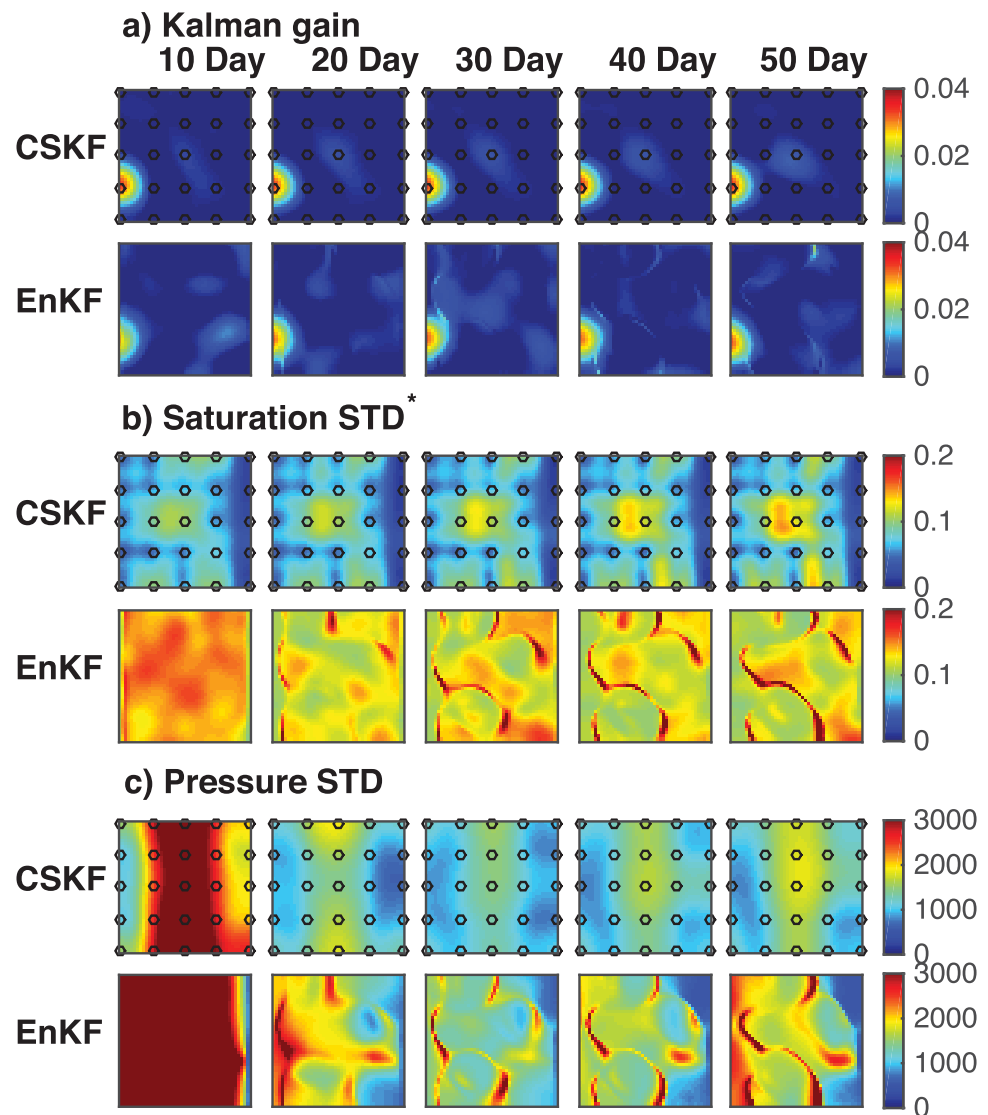 a) Kalman gain
10 Day 20 Day 30 Day 40 Day 50 Day
CSKF
0.04
0.02
0
EnKF
0.04
0.02
0
b) Saturation STD*
CSKF
0.2
0.1
0
EnKF
0.2
0.1
0
c) Pressure STD
CSKF
3000
2000
1000
0
EnKF
3000
2000
1000
0